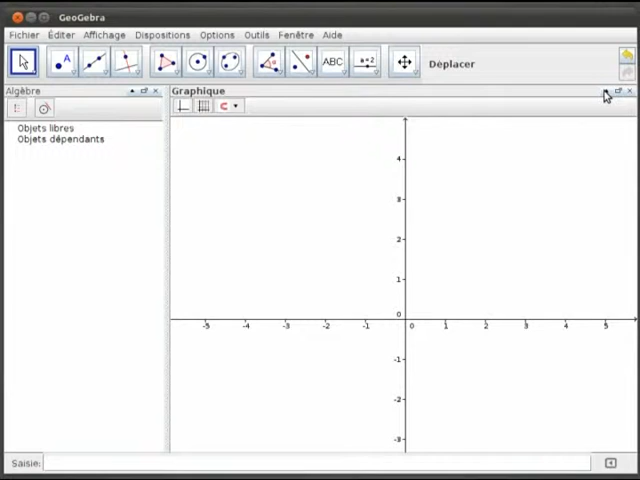 GeoGebra
Fichier Éditer Affichage Dispositions Options Outils Fenêtre Aide
A α ABC a=2 Déplacer
Algèbre Graphique
Objets libres
Objets dépendants
4
3
2
1
0
-5 -4 -3 -2 -1 0 1 2 3 4 5
-1
-2
-3
Saisie: